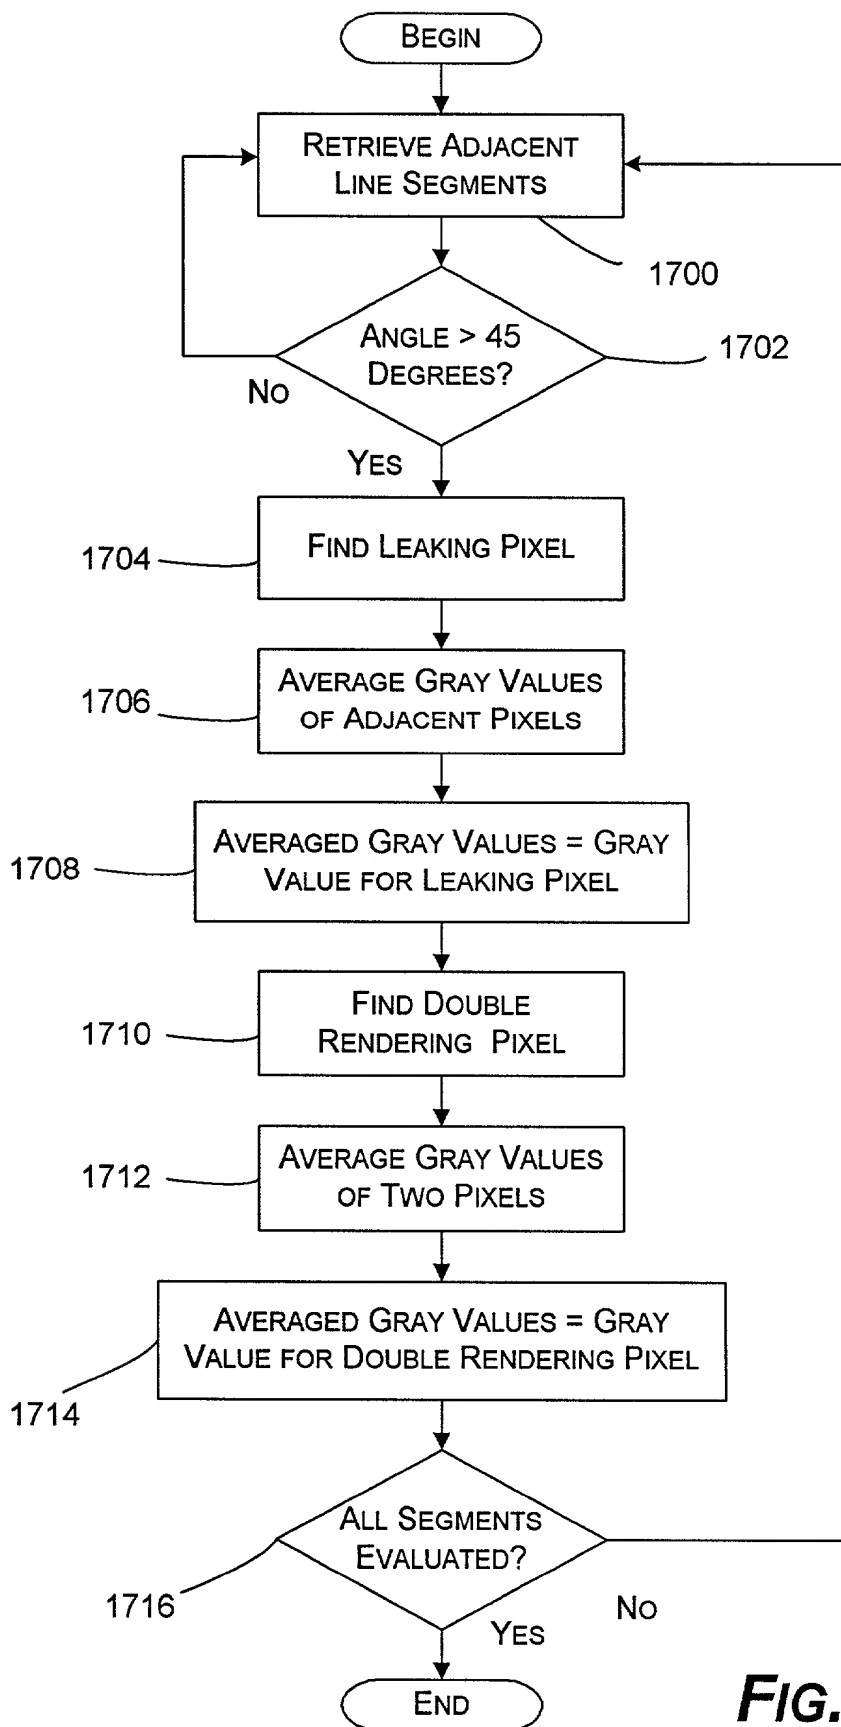 BEGIN
RETRIEVE ADJACENT
LINE SEGMENTS
1700
ANGLE > 45
DEGREES?
1702
NO
YES
FIND LEAKING PIXEL
1704
AVERAGE GRAY VALUES
OF ADJACENT PIXELS
1706
AVERAGED GRAY VALUES = GRAY
VALUE FOR LEAKING PIXEL
1708
FIND DOUBLE
RENDERING PIXEL
1710
AVERAGE GRAY VALUES
OF TWO PIXELS
1712
AVERAGED GRAY VALUES = GRAY
VALUE FOR DOUBLE RENDERING PIXEL
1714
ALL SEGMENTS
EVALUATED?
1716
NO
YES
END
FIG.